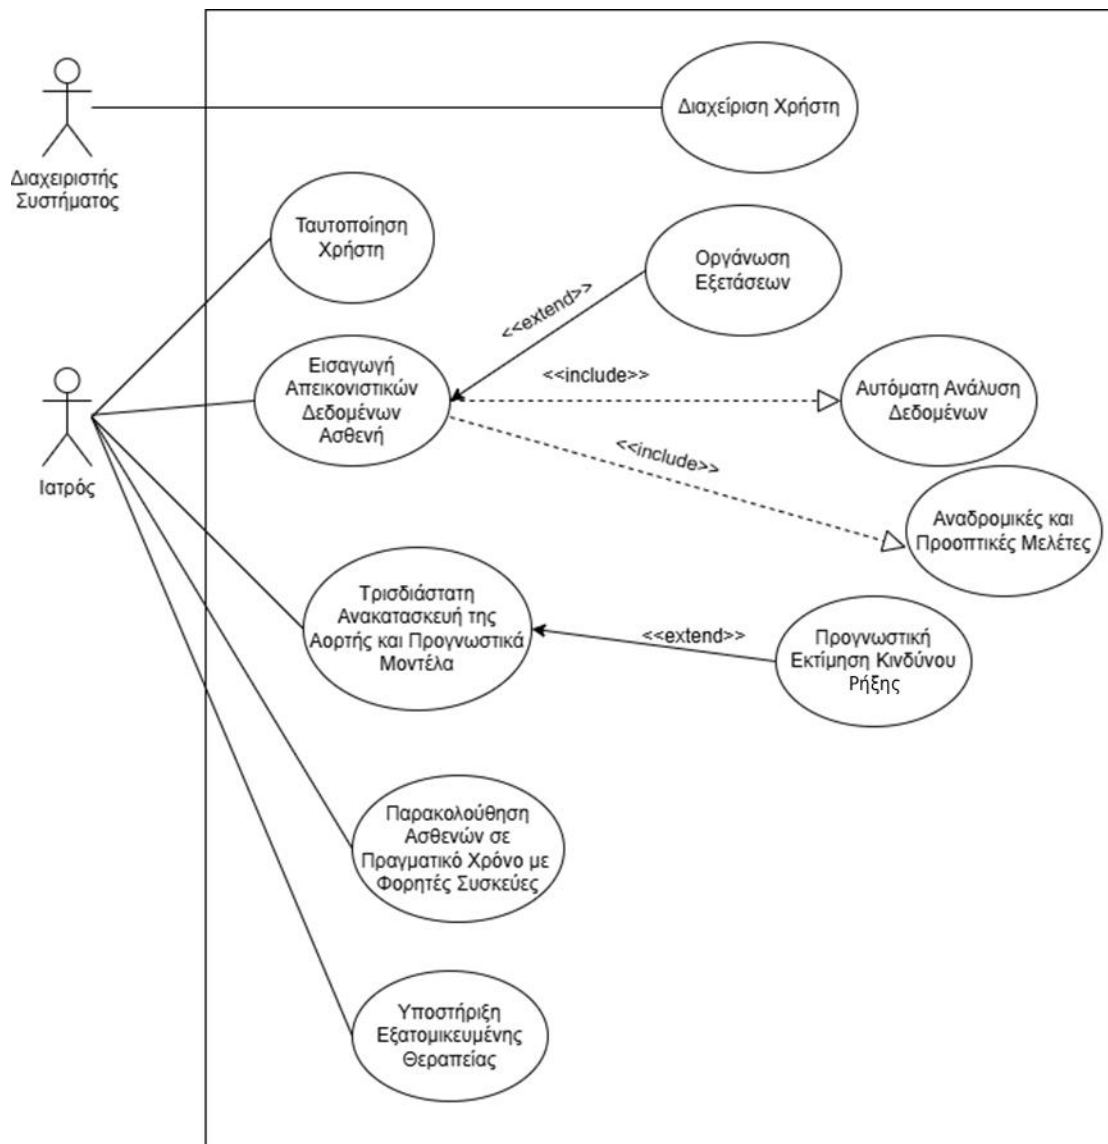 Διαχείριση Χρήστη
Διαχειριστής
Συστήματος
Ταυτοποίηση
Χρήστη
Οργάνωση
Εξετάσεων
<<extend>>
Εισαγωγή
Απεικονιστικών
Δεδομένων
Ασθενή
<<include>>
Αυτόματη Ανάλυση
Δεδομένων
<<include>>
Ιατρός
Αναδρομικές και
Προοπτικές Μελέτες
Τρισδιάστατη
Ανακατασκευή της
Αορτής και Προγνωστικά
Μοντέλα
<<extend>>
Προγνωστική
Εκτίμηση Κινδύνου
Ρήξης
Παρακολούθηση
Ασθενών σε
Πραγματικό Χρόνο με
Φορητές Συσκεύες
Υποστήριξη
Εξατομικευμένης
Θεραπείας